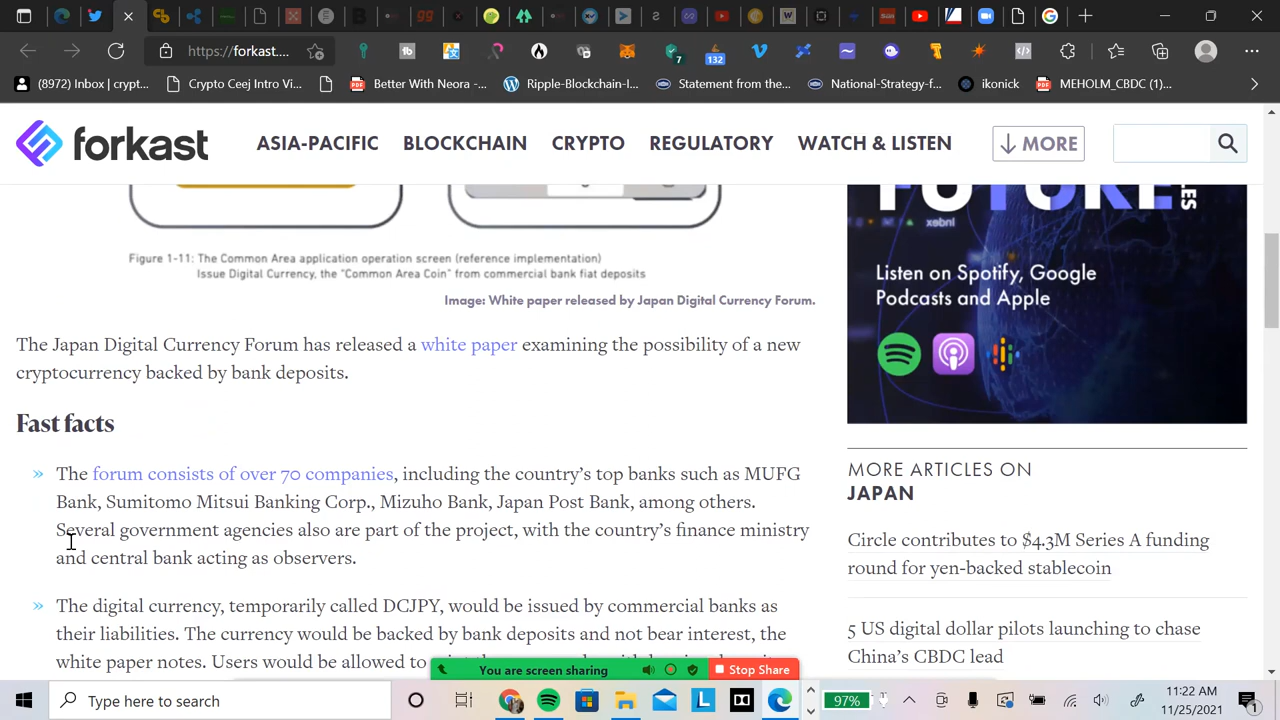 https://forkast.
7
132
(8972) Inbox | crypt...
Crypto Ceej Intro Vi...
Better With Neora -...
Ripple-Blockchain-I...
Statement from the...
National-Strategy-f...
ikonick
MEHOLM_CBDC (1)...
forkast
ASIA-PACIFIC
BLOCKCHAIN
CRYPTO
REGULATORY
WATCH & LISTEN
MORE
Figure 1-11: The Common Area application operation screen (reference implementation)
Issue Digital Currency, the "Common Area Coin" from commercial bank fiat deposits
Image: White paper released by Japan Digital Currency Forum.
The Japan Digital Currency Forum has released a white paper examining the possibility of a new
cryptocurrency backed by bank deposits.
Fast facts
» The forum consists of over 70 companies, including the country's top banks such as MUFG
Bank, Sumitomo Mitsui Banking Corp., Mizuho Bank, Japan Post Bank, among others.
Several government agencies also are part of the project, with the country's finance ministry
and central bank acting as observers.
» The digital currency, temporarily called DCJPY, would be issued by commercial banks as
their liabilities. The currency would be backed by bank deposits and not bear interest, the
white paper notes. Users would be allowed to
Listen on Spotify, Google
Podcasts and Apple
MORE ARTICLES ON
JAPAN
Circle contributes to $4.3M Series A funding
round for yen-backed stablecoin
5 US digital dollar pilots launching to chase
China's CBDC lead
You are screen sharing
Stop Share
Type here to search
97%
11:22 AM
11/25/2021
1